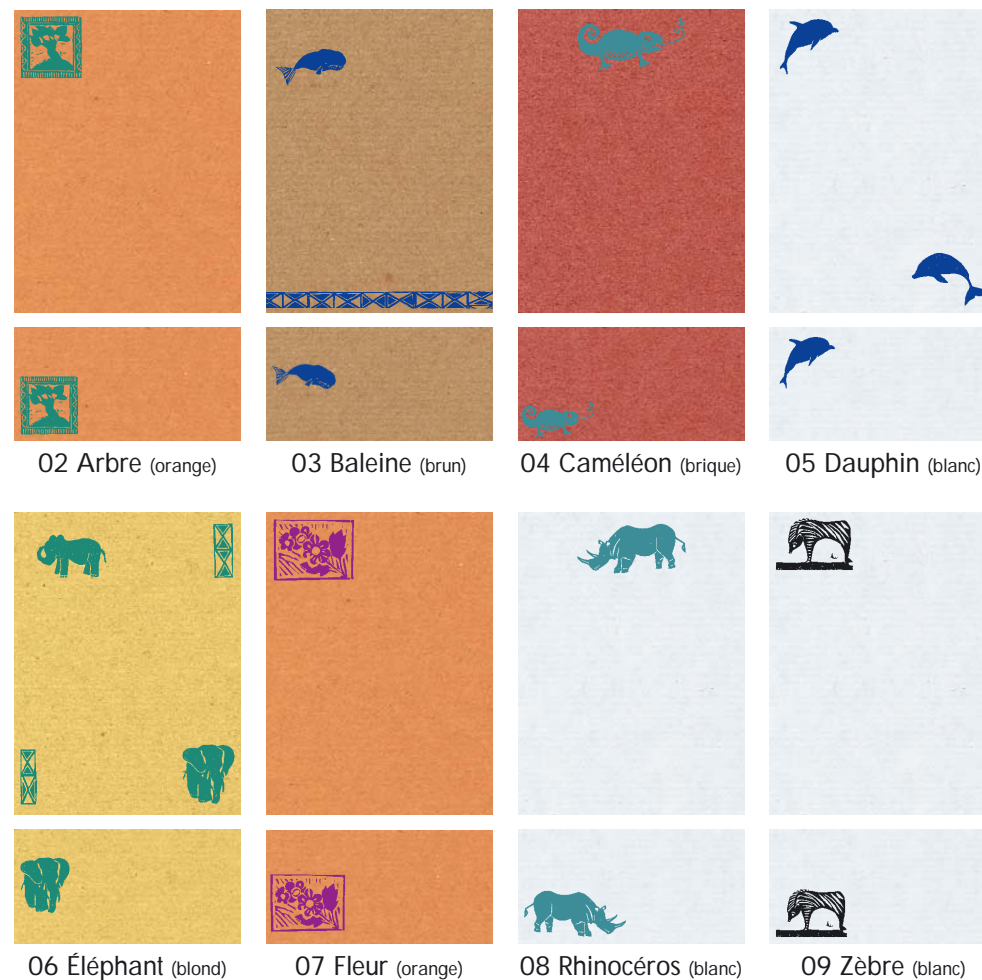 02 Arbre (orange)
03 Baleine (brun)
04 Caméléon (brique)
05 Dauphin (blanc)
06 Éléphant (blond)
07 Fleur (orange)
08 Rhinocéros (blanc)
09 Zèbre (blanc)